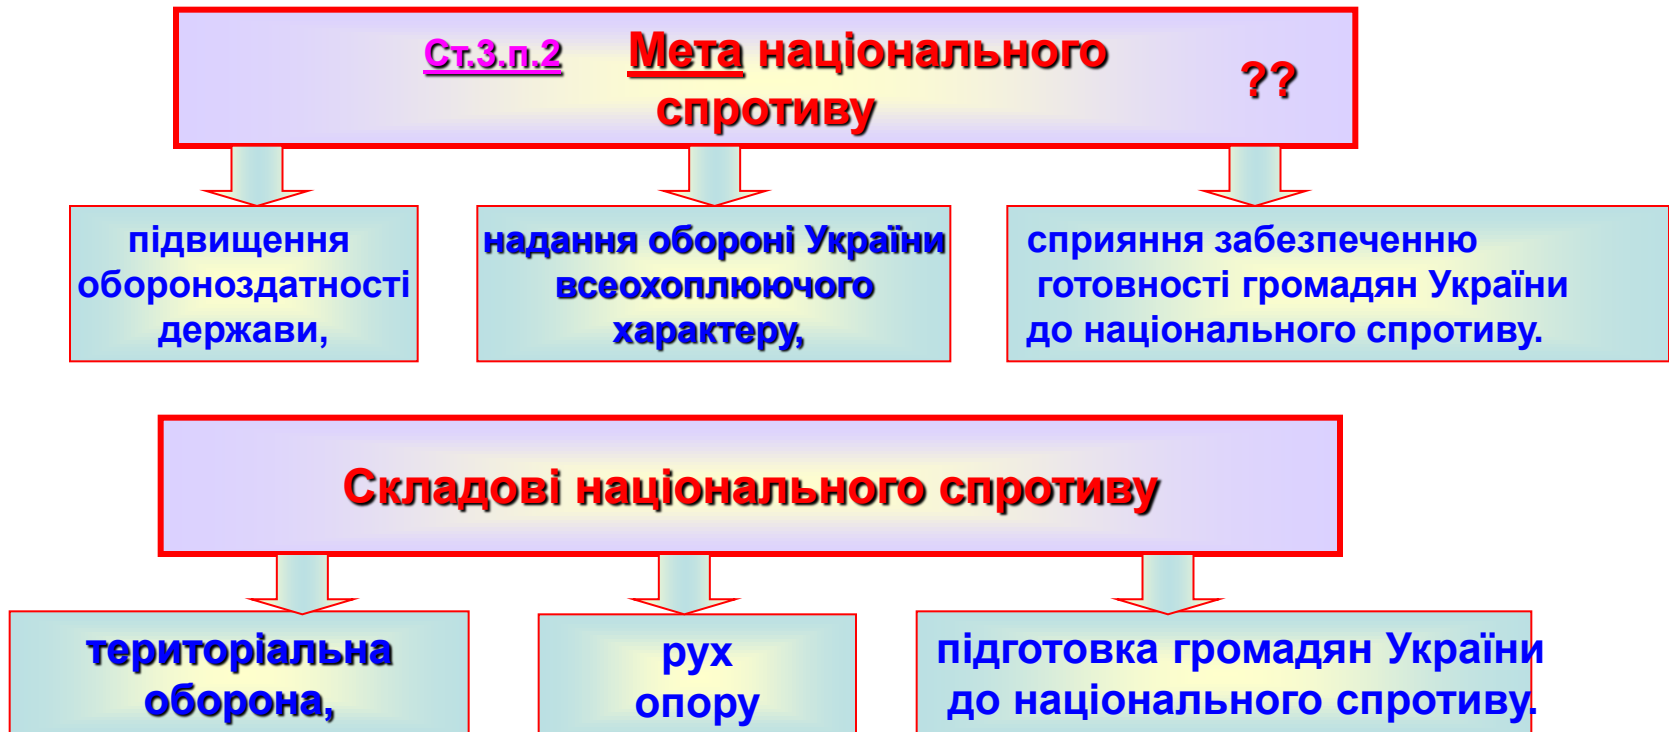 Ст.3.п.2 Мета національного
спротиву ??
підвищення
обороноздатності
держави,
надання обороні України
всеохоплюючого
характеру,
сприяння забезпеченню
готовності громадян України
до національного спротиву.
Складові національного спротиву
територіальна
оборона,
рух
опору
підготовка громадян України
до національного спротиву.